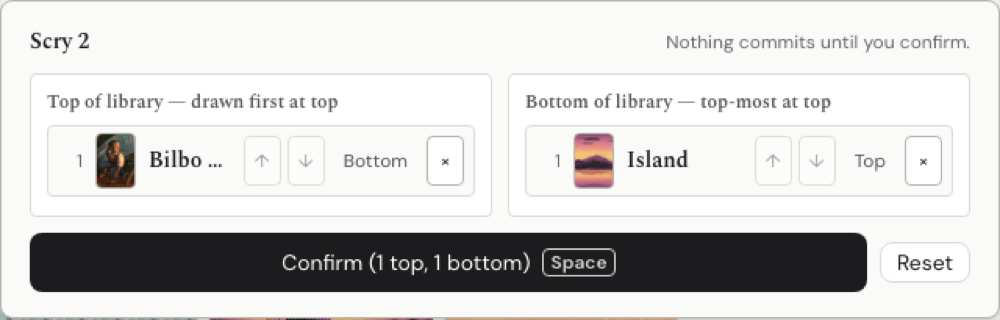 Scry 2
Nothing commits until you confirm.
Top of library — drawn first at top
1 Bilbo ... ↑ ↓ Bottom ×
Bottom of library — top-most at top
1 Island ↑ ↓ Top ×
Confirm (1 top, 1 bottom) Space
Reset